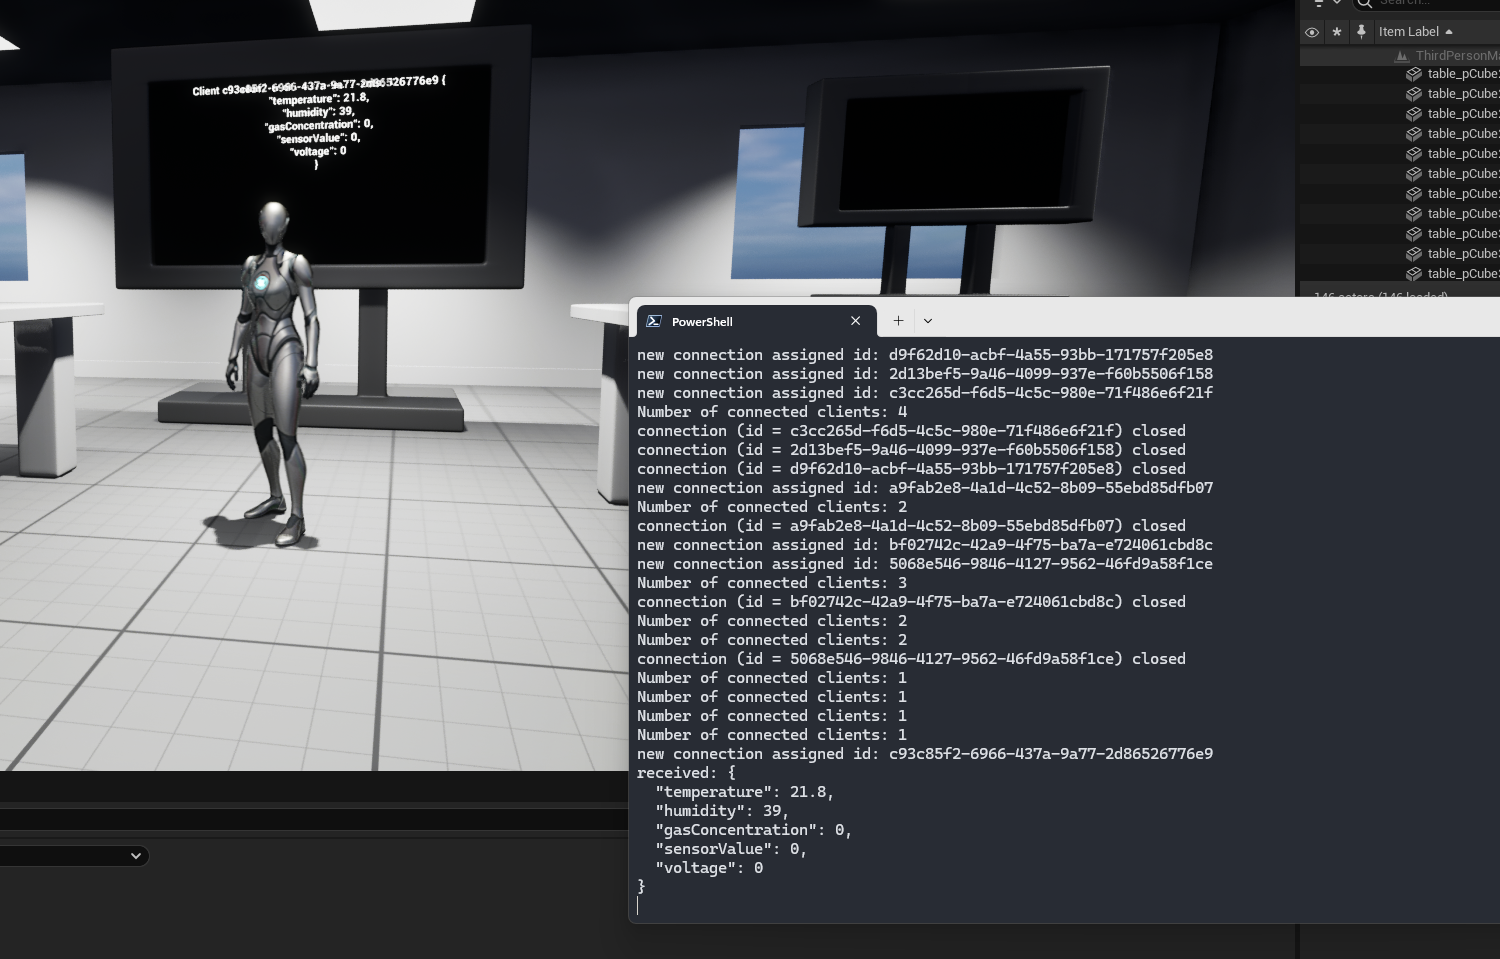 Search...
Item Label
ThirdPersonMa
table_pCube
table_pCube
table_pCube
table_pCube
table_pCube
table_pCube
table_pCube
table_pCube
table_pCube
table_pCube
table_pCube
Client
"temperature": 21.8,
"humidity": 39,
"gasConcentration": 0,
"sensorValue": 0,
"voltage": 0
}
PowerShell
new connection assigned id: d9f62d10-acbf-4a55-93bb-171757f205e8
new connection assigned id: 2d13bef5-9a46-4099-937e-f60b5506f158
new connection assigned id: c3cc265d-f6d5-4c5c-980e-71f486e6f21f
Number of connected clients: 4
connection (id = c3cc265d-f6d5-4c5c-980e-71f486e6f21f) closed
connection (id = 2d13bef5-9a46-4099-937e-f60b5506f158) closed
connection (id = d9f62d10-acbf-4a55-93bb-171757f205e8) closed
new connection assigned id: a9fab2e8-4a1d-4c52-8b09-55ebd85dfb07
Number of connected clients: 2
connection (id = a9fab2e8-4a1d-4c52-8b09-55ebd85dfb07) closed
new connection assigned id: bf02742c-42a9-4f75-ba7a-e724061cbd8c
new connection assigned id: 5068e546-9846-4127-9562-46fd9a58f1ce
Number of connected clients: 3
connection (id = bf02742c-42a9-4f75-ba7a-e724061cbd8c) closed
Number of connected clients: 2
Number of connected clients: 2
connection (id = 5068e546-9846-4127-9562-46fd9a58f1ce) closed
Number of connected clients: 1
Number of connected clients: 1
Number of connected clients: 1
Number of connected clients: 1
new connection assigned id: c93c85f2-6966-437a-9a77-2d86526776e9
received: {
"temperature": 21.8,
"humidity": 39,
"gasConcentration": 0,
"sensorValue": 0,
"voltage": 0
}